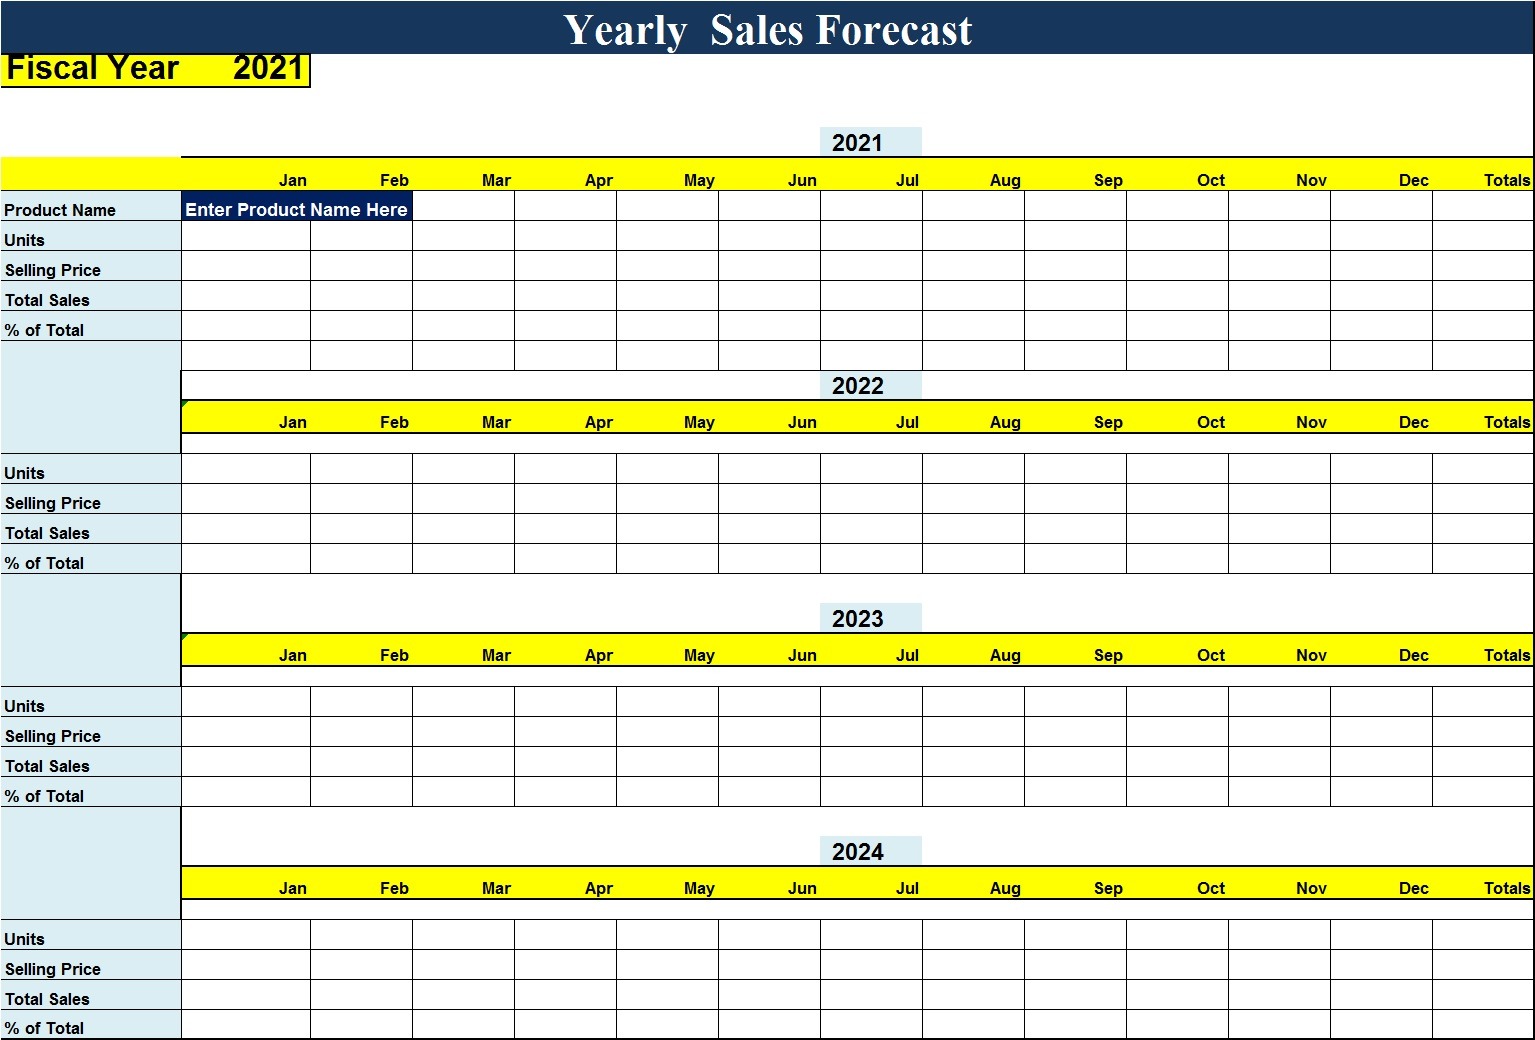 Yearly  Sales Forecast
Fiscal Year 2021
2021
Jan Feb Mar Apr May Jun Jul Aug Sep Oct Nov Dec Totals
Product Name Enter Product Name Here
Units
Selling Price
Total Sales
% of Total
2022
Jan Feb Mar Apr May Jun Jul Aug Sep Oct Nov Dec Totals
Units
Selling Price
Total Sales
% of Total
2023
Jan Feb Mar Apr May Jun Jul Aug Sep Oct Nov Dec Totals
Units
Selling Price
Total Sales
% of Total
2024
Jan Feb Mar Apr May Jun Jul Aug Sep Oct Nov Dec Totals
Units
Selling Price
Total Sales
% of Total